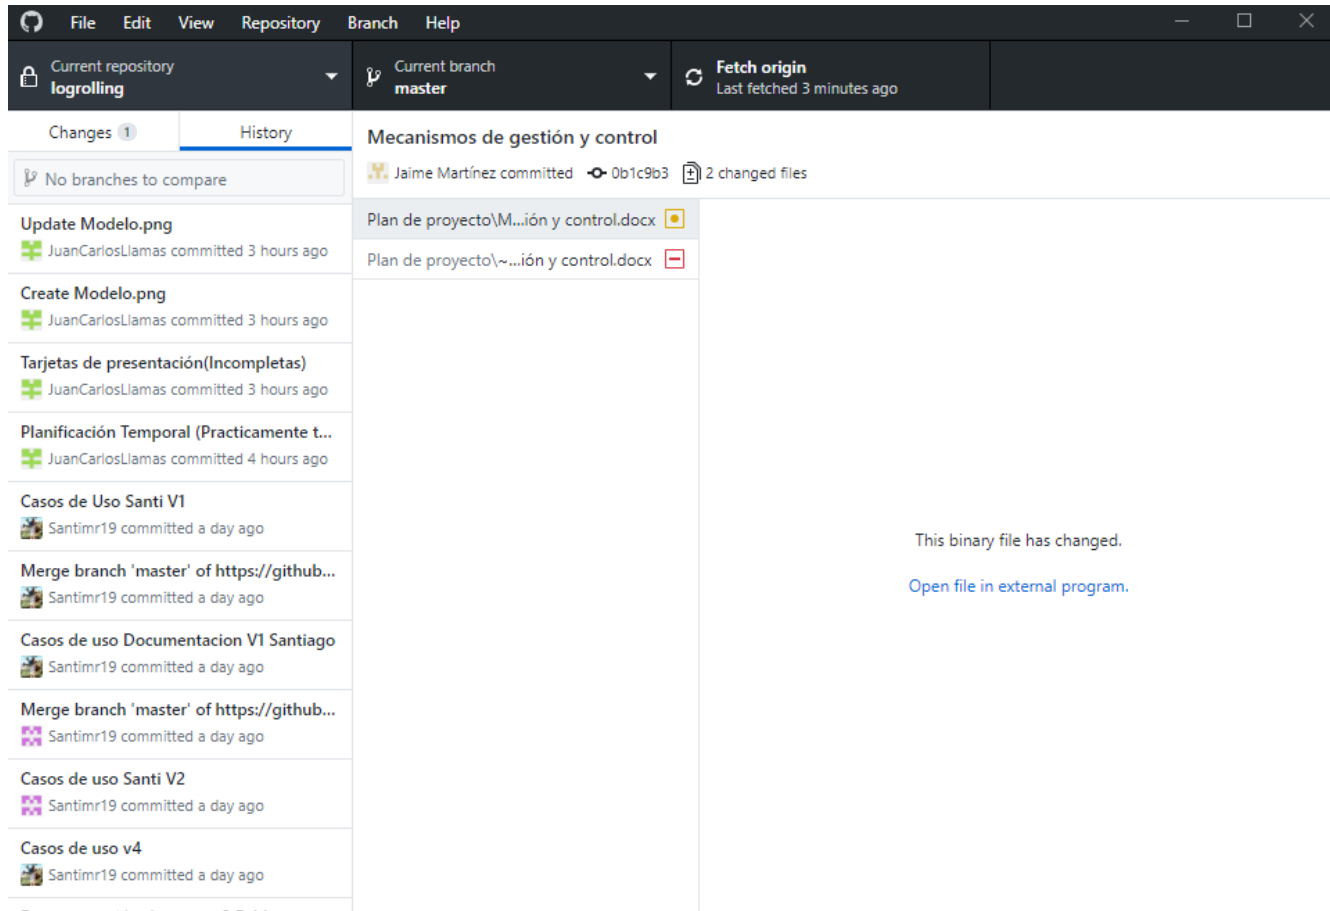 File Edit View Repository Branch Help
Current repository
logrolling
Current branch
master
Fetch origin
Last fetched 3 minutes ago
Changes 1
History
No branches to compare
Update Modelo.png
JuanCarlosLlamas committed 3 hours ago
Create Modelo.png
JuanCarlosLlamas committed 3 hours ago
Tarjetas de presentación(Incompletas)
JuanCarlosLlamas committed 3 hours ago
Planificación Temporal (Practicamente t...
JuanCarlosLlamas committed 4 hours ago
Casos de Uso Santi V1
Santimr19 committed a day ago
Merge branch 'master' of https://github...
Santimr19 committed a day ago
Casos de uso Documentacion V1 Santiago
Santimr19 committed a day ago
Merge branch 'master' of https://github...
Santimr19 committed a day ago
Casos de uso Santi V2
Santimr19 committed a day ago
Casos de uso v4
Santimr19 committed a day ago
Mecanismos de gestión y control
Jaime Martínez committed 0b1c9b3 2 changed files
Plan de proyecto\M...ión y control.docx
Plan de proyecto\~...ión y control.docx
This binary file has changed.
Open file in external program.